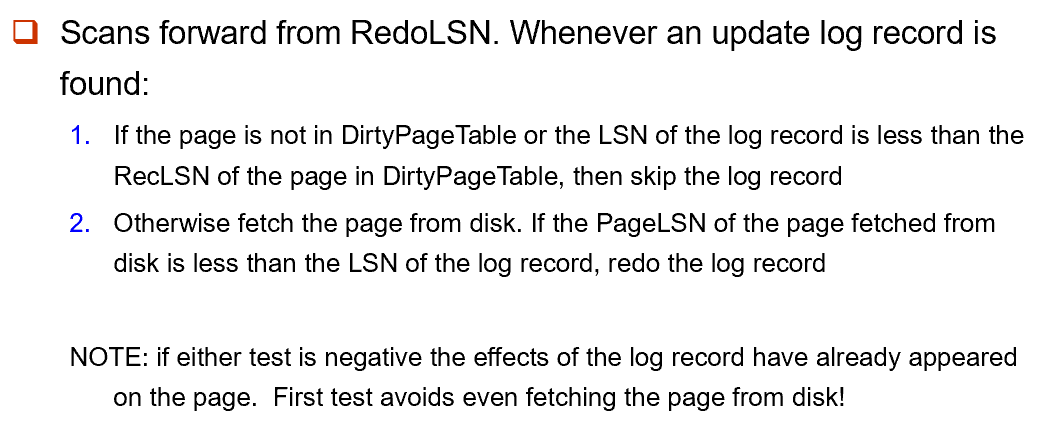 ❑ Scans forward from RedoLSN. Whenever an update log record is
found:
1. If the page is not in DirtyPageTable or the LSN of the log record is less than the
RecLSN of the page in DirtyPageTable, then skip the log record
2. Otherwise fetch the page from disk. If the PageLSN of the page fetched from
disk is less than the LSN of the log record, redo the log record
NOTE: if either test is negative the effects of the log record have already appeared
on the page. First test avoids even fetching the page from disk!